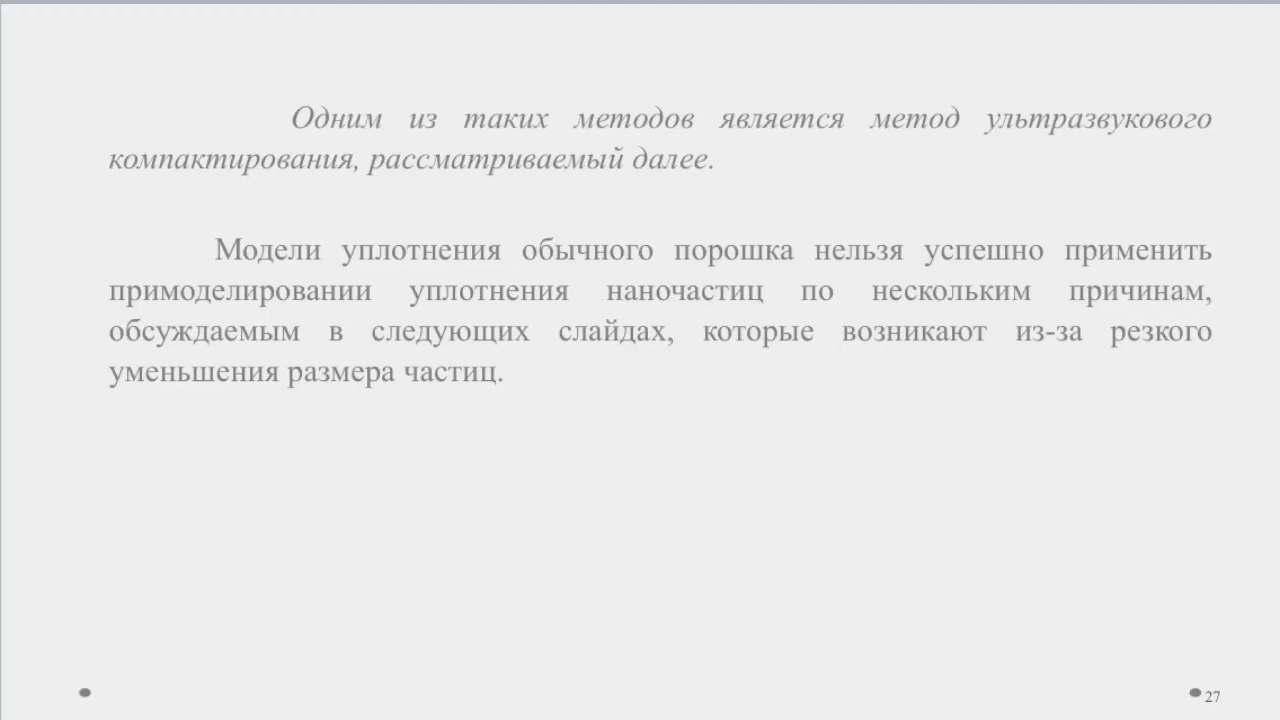 Одним из таких методов является метод ультразвукового
компактирования, рассматриваемый далее.
Модели уплотнения обычного порошка нельзя успешно применить
примоделировании уплотнения наночастиц по нескольким причинам,
обсуждаемым в следующих слайдах, которые возникают из-за резкого
уменьшения размера частиц.
27